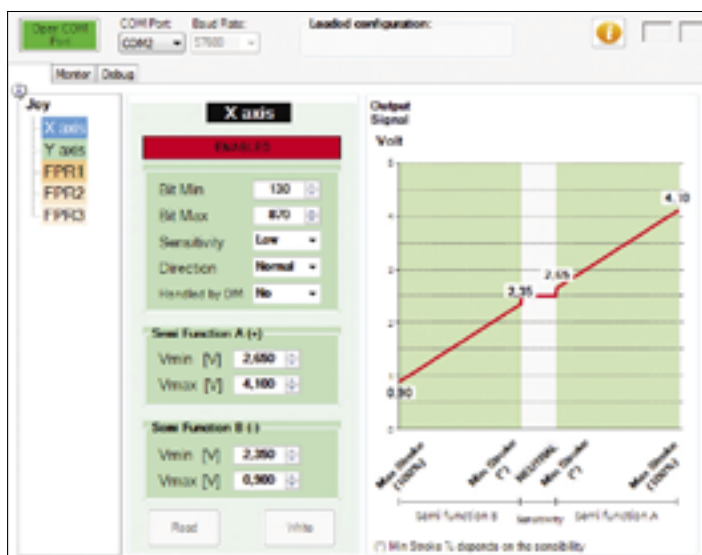 Open COM Port
COM Port:
COM2
Baud Rate:
57600
Loaded configuration:
Monitor
Debug
Joy
X axis
Y axis
FPR1
FPR2
FPR3
X axis
ENABLED
Bit Min 130
Bit Max 870
Sensitivity Low
Direction Normal
Handled by DM No
Semi Function A (+)
Vmin [V] 2,650
Vmax [V] 4,100
Semi Function B (-)
Vmin [V] 2,350
Vmax [V] 0,900
Read
Write
Output
Signal
Volt
5
4
3
2
1
0
4,10
2,65
2,35
0,90
Max Stroke (100%)
Min Stroke (*)
NEUTRAL
Min Stroke (*)
Max Stroke (100%)
Semi function B
Sensitivity
Semi function A
(*) Min Stroke % depends on the sensibility